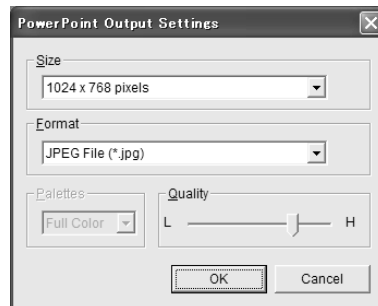 PowerPoint Output Settings
Size
1024 x 768 pixels
Format
JPEG File (*.jpg)
Palettes
Full Color
Quality
L H
OK Cancel